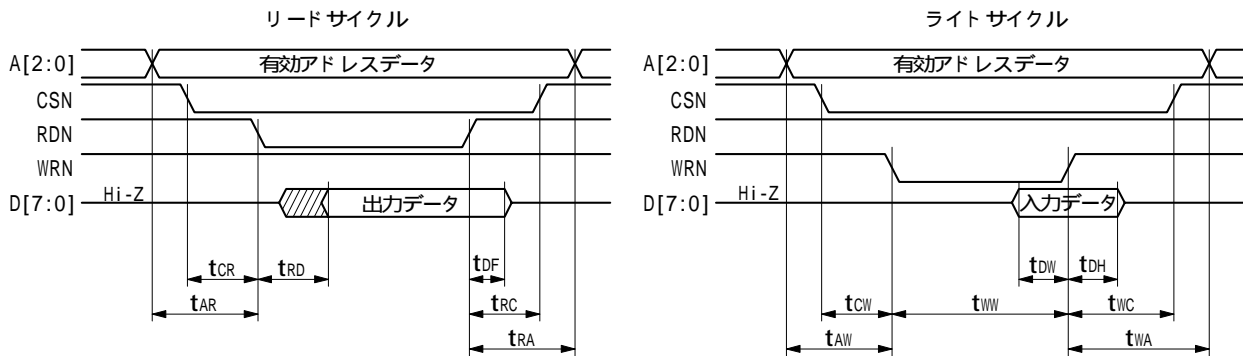 リードサイクル
A[2:0]
有効アドレスデータ
CSN
RDN
WRN
D[7:0]
Hi-Z
出力データ
tCR
tRD
tDF
tAR
tRC
tRA
ライトサイクル
A[2:0]
有効アドレスデータ
CSN
RDN
WRN
D[7:0]
Hi-Z
入力データ
tDW
tDH
tCW
tWW
tWC
tAW
tWA